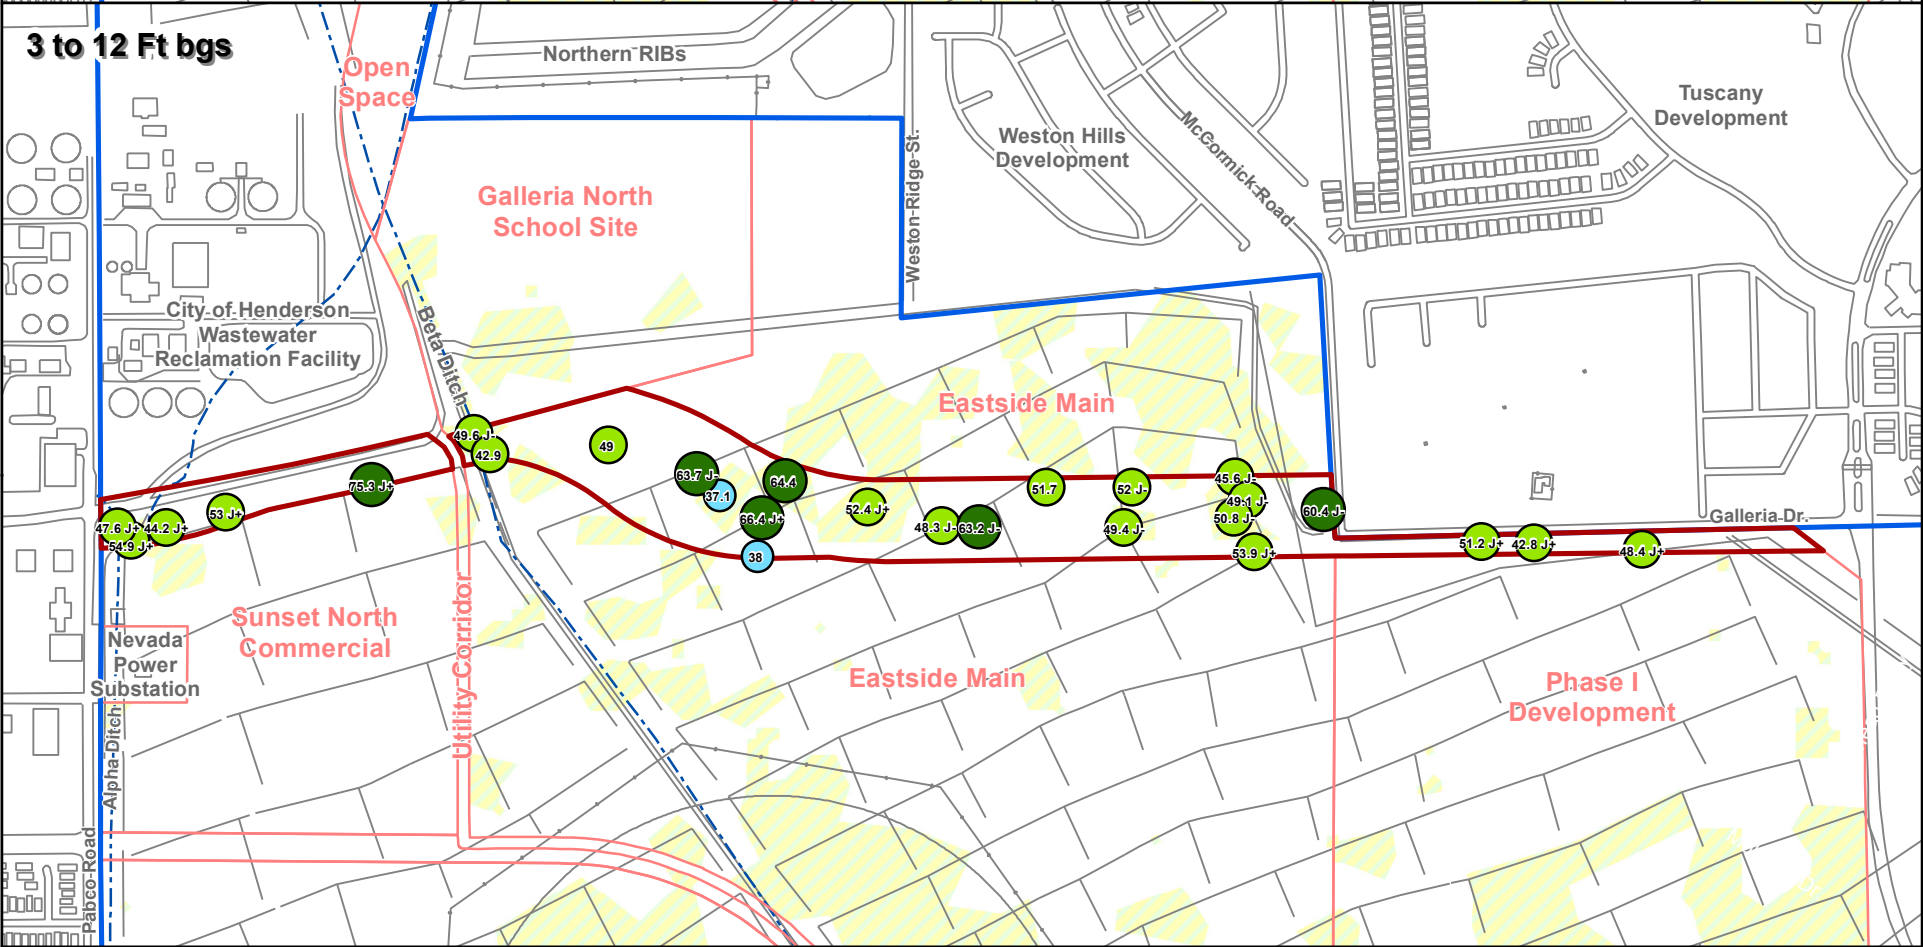 3 to 12 Ft bgs
Open
Space
Northern RIBs
Weston-Ridge-St.
Weston Hills
Development
McCormick-Road
Tuscany
Development
Galleria North
School Site
City of Henderson
Wastewater
Reclamation Facility
Beta-Ditch
Eastside Main
49.6 J-
42.9
49
63.7 J-
37.1
64.4
66.4 J+
38
52.4 J+
48.3 J-
63.2 J-
51.7
52 J-
49.4 J-
45.6 J-
49.1 J-
50.8 J-
53.9 J+
60.4 J-
Galleria Dr.
51.2 J+
42.8 J+
48.4 J+
75.3 J+
53 J+
44.2 J+
47.6 J+
54.9 J+
Sunset North
Commercial
Utility Corridor
Nevada
Power
Substation
Alpha-Ditch
Pabco-Road
Eastside Main
Phase I
Development